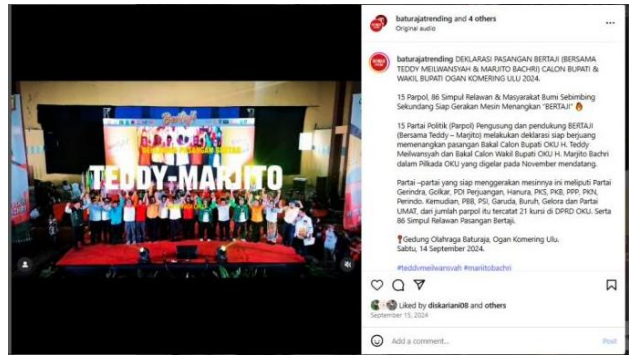 baturajatrending and 4 others
Original audio
baturajatrending DEKLARASI PASANGAN BERTAJI (BERSAMA
TEDDY MEILWANSYAH & MARJITO BACHRI) CALON BUPATI &
WAKIL BUPATI OGAN KOMERING ULU 2024.
15 Parpol, 86 Simpul Relawan & Masyarakat Bumi Sebimbing
Sekundang Siap Gerakan Mesin Menangkan "BERTAJI" 🔥
15 Partai Politik (Parpol) Pengusung dan pendukung BERTAJI
(Bersama Teddy – Marjito) melakukan deklarasi siap berjuang
memenangkan pasangan Bakal Calon Bupati OKU H. Teddy
Meilwansyah dan Bakal Calon Wakil Bupati OKU H. Marjito Bachri
dalam Pilkada OKU yang digelar pada November mendatang.
Partai –partai yang siap menggerakan mesinnya ini meliputi Partai
Gerindra, Golkar, PDI Perjuangan, Hanura, PKS, PKB, PPP, PKN,
Perindo. Kemudian, PBB, PSI, Garuda, Buruh, Gelora dan Partai
UMAT, dari jumlah parpol itu tercatat 21 kursi di DPRD OKU. Serta
86 Simpul Relawan Pasangan Bertaji.
📍Gedung Olahraga Baturaja, Ogan Komering Ulu.
Sabtu, 14 September 2024.
#teddymeilwansyah #marjitobachri
Liked by diskariani08 and others
September 15, 2024
Add a comment...
Post
Bertaji
DEKLARASI PASANGAN BERTAJI
TEDDY-MARJITO